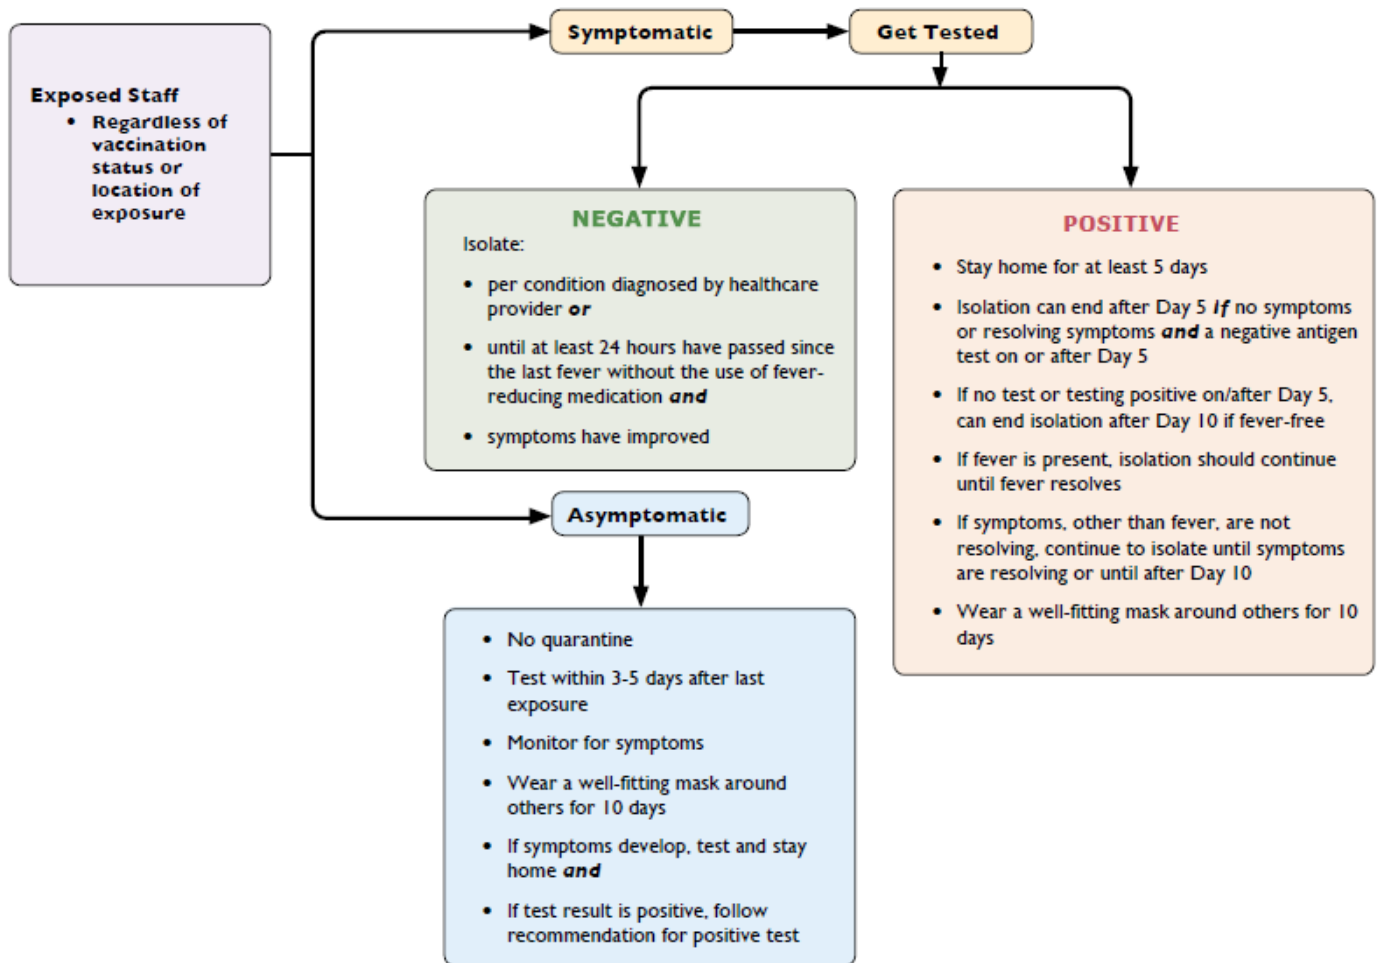 Exposed Staff
• Regardless of
vaccination
status or
location of
exposure
Symptomatic
Get Tested
NEGATIVE
Isolate:
• per condition diagnosed by healthcare
provider or
• until at least 24 hours have passed since
the last fever without the use of fever-
reducing medication and
• symptoms have improved
POSITIVE
• Stay home for at least 5 days
• Isolation can end after Day 5 if no symptoms
or resolving symptoms and a negative antigen
test on or after Day 5
• If no test or testing positive on/after Day 5,
can end isolation after Day 10 if fever-free
• If fever is present, isolation should continue
until fever resolves
• If symptoms, other than fever, are not
resolving, continue to isolate until symptoms
are resolving or until after Day 10
• Wear a well-fitting mask around others for 10
days
Asymptomatic
• No quarantine
• Test within 3-5 days after last
exposure
• Monitor for symptoms
• Wear a well-fitting mask around
others for 10 days
• If symptoms develop, test and stay
home and
• If test result is positive, follow
recommendation for positive test